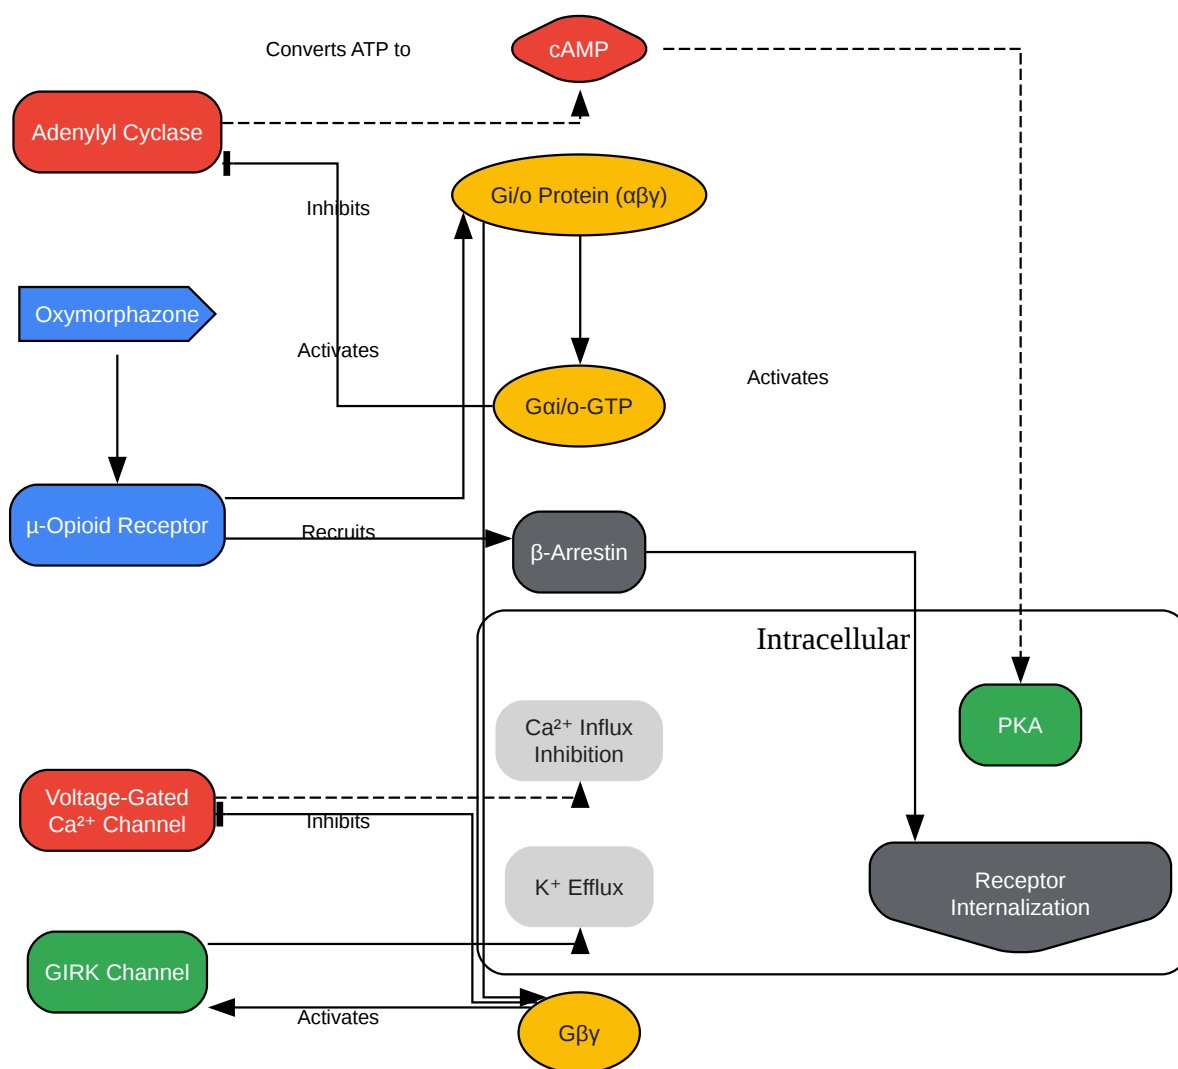 Converts ATP to
cAMP
Adenylyl Cyclase
Gi/o Protein (αβγ)
Inhibits
Oxymorphazone
Activates
Activates
Gαi/o-GTP
µ-Opioid Receptor
Recruits
β-Arrestin
Intracellular
Ca²⁺ Influx
Inhibition
PKA
Voltage-Gated
Ca²⁺ Channel
Inhibits
K⁺ Efflux
Receptor
Internalization
GIRK Channel
Activates
Gβγ